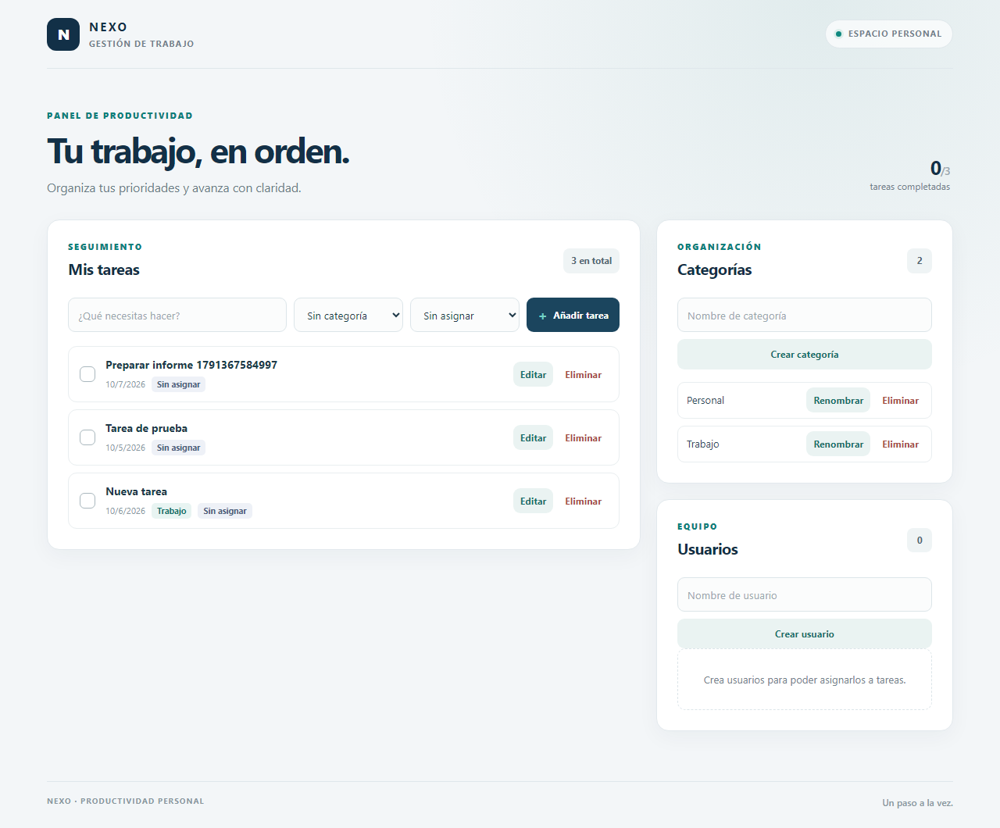 N
NEXO
GESTIÓN DE TRABAJO
ESPACIO PERSONAL
PANEL DE PRODUCTIVIDAD
Tu trabajo, en orden.
Organiza tus prioridades y avanza con claridad.
0/3
tareas completadas
SEGUIMIENTO
Mis tareas
3 en total
¿Qué necesitas hacer?
Sin categoría
Sin asignar
+ Añadir tarea
Preparar informe 1791367584997
10/7/2026 Sin asignar
Editar Eliminar
Tarea de prueba
10/5/2026 Sin asignar
Editar Eliminar
Nueva tarea
10/6/2026 Trabajo Sin asignar
Editar Eliminar
ORGANIZACIÓN
Categorías
2
Nombre de categoría
Crear categoría
Personal Renombrar Eliminar
Trabajo Renombrar Eliminar
EQUIPO
Usuarios
0
Nombre de usuario
Crear usuario
Crea usuarios para poder asignarlos a tareas.
NEXO · PRODUCTIVIDAD PERSONAL
Un paso a la vez.